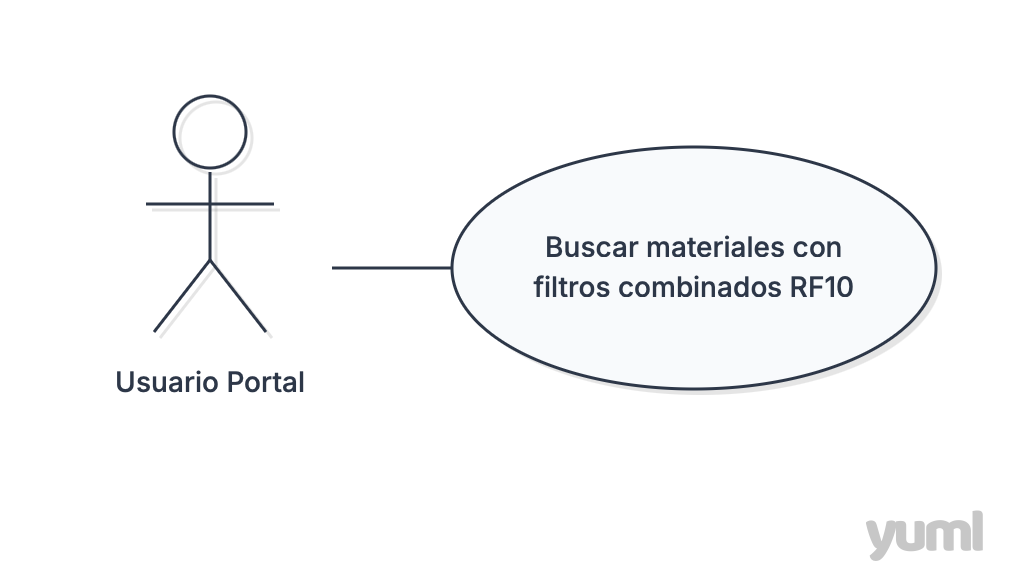 Buscar materiales con
filtros combinados RF10
Usuario Portal
yuml